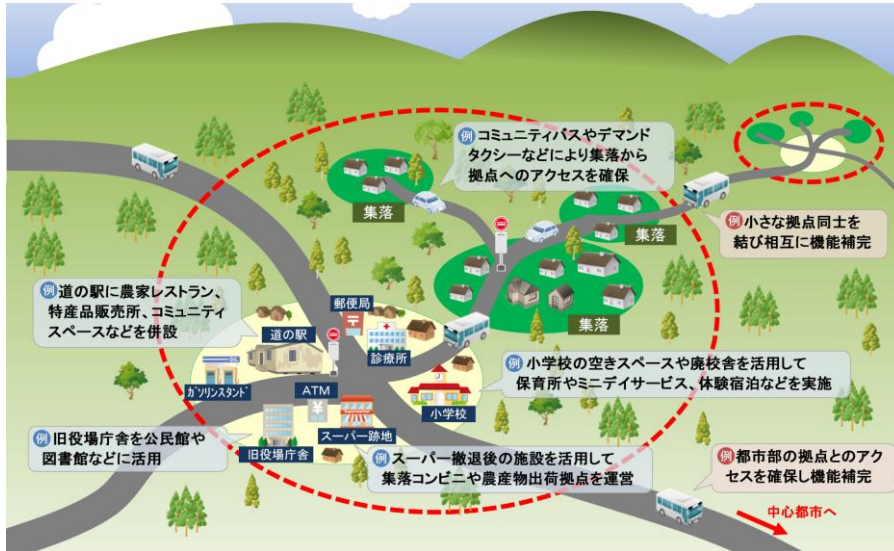 例 コミュニティバスやデマンド
タクシーなどにより集落から
拠点へのアクセスを確保
集落
集落
集落
例 小さな拠点同士を
結び相互に機能補完
例 道の駅に農家レストラン、
特産品販売所、コミュニティ
スペースなどを併設
郵便局
〒
道の駅
診療所
ガソリンスタンド
ATM
¥
小学校
例 小学校の空きスペースや廃校舎を活用して
保育所やミニデイサービス、体験宿泊などを実施
例 旧役場庁舎を公民館や
図書館などに活用
旧役場庁舎
スーパー跡地
例 スーパー撤退後の施設を活用して
集落コンビニや農産物出荷拠点を運営
例 都市部の拠点とのアク
セスを確保し機能補完
中心都市へ